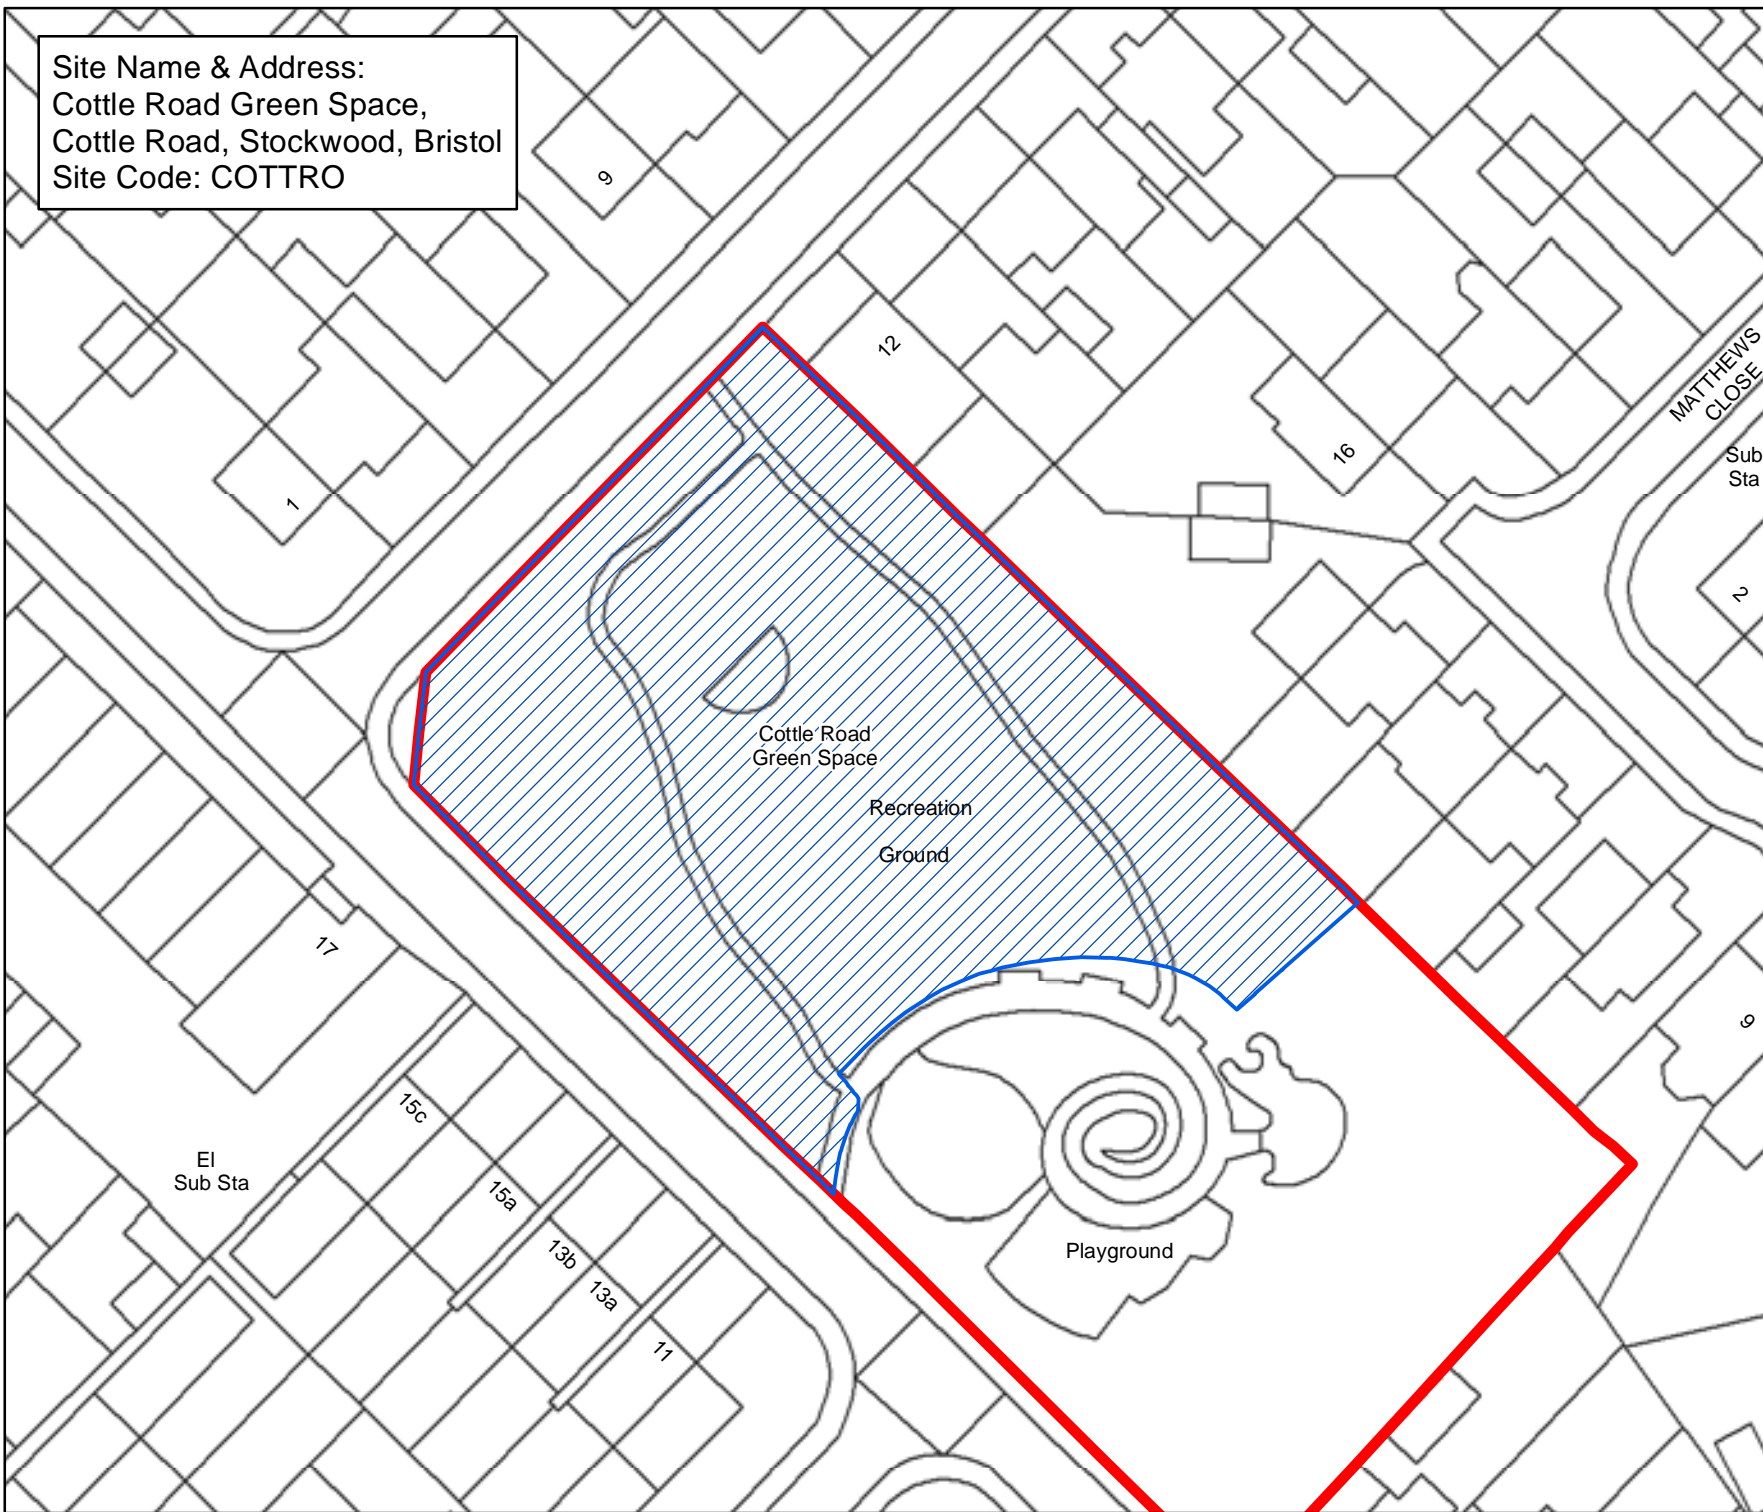 Site Name & Address:
Cottle Road Green Space,
Cottle Road, Stockwood, Bristol
Site Code: COTTRO
9
12
MATTHEWS
CLOSE
16
Sub
Sta
1
2
Cottle Road
Green Space
Recreation
Ground
17
9
15c
El
Sub Sta
15a
13b
Playground
13a
11